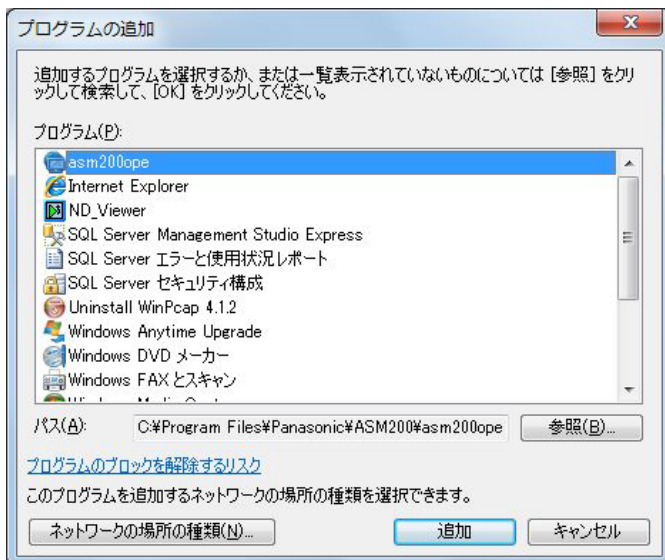 プログラムの追加
追加するプログラムを選択するか、または一覧表示されていないものについては [参照] をクリ
ックして検索して、[OK] をクリックしてください。
プログラム(P):
asm200ope
Internet Explorer
ND_Viewer
SQL Server Management Studio Express
SQL Server エラーと使用状況レポート
SQL Server セキュリティ構成
Uninstall WinPcap 4.1.2
Windows Anytime Upgrade
Windows DVD メーカー
Windows FAX とスキャン
パス(A):
C:¥Program Files¥Panasonic¥ASM200¥asm200ope
参照(B)...
プログラムのブロックを解除するリスク
このプログラムを追加するネットワークの場所の種類を選択できます。
ネットワークの場所の種類(N)...
追加
キャンセル